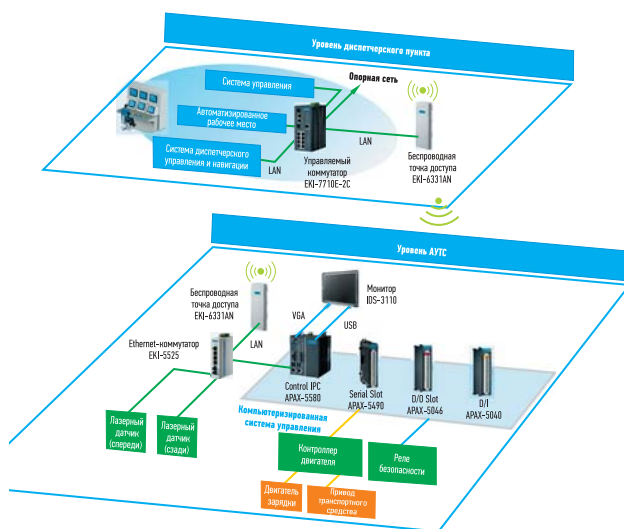 Уровень диспетчерского пункта
Опорная сеть
Система управления
Автоматизированное
рабочее место
Система диспетчерского
управления и навигации
LAN
Управляемый
коммутатор
EKI-7710E-2C
LAN
Беспроводная
точка доступа
EKI-6331AN
Уровень АУТС
Беспроводная
точка доступа
EKI-6331AN
Монитор
IDS-3110
VGA
USB
Ethernet-коммутатор
EKI-5525
LAN
Control IPC
APAX-5580
Serial Slot
APAX-5490
D/O Slot
APAX-5046
D/I
APAX-5040
Компьютеризированная
система управления
Лазерный
датчик
(спереди)
Лазерный
датчик
(сзади)
Контроллер
двигателя
Реле
безопасности
Двигатель
зарядки
Привод
транспортного
средства